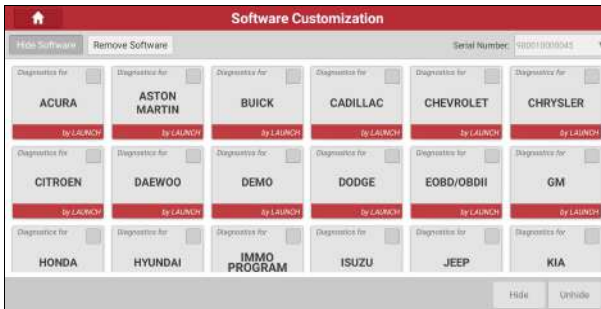 Software Customization
Hide Software Remove Software Serial Number: 980010000045
Diagnostics for Diagnostics for Diagnostics for Diagnostics for Diagnostics for Diagnostics for
ACURA ASTON MARTIN BUICK CADILLAC CHEVROLET CHRYSLER
by LAUNCH by LAUNCH by LAUNCH by LAUNCH by LAUNCH by LAUNCH
Diagnostics for Diagnostics for Diagnostics for Diagnostics for Diagnostics for Diagnostics for
CITROEN DAEWOO DEMO DODGE EOBD/OBDII GM
by LAUNCH by LAUNCH by LAUNCH by LAUNCH by LAUNCH by LAUNCH
Diagnostics for Diagnostics for Diagnostics for Diagnostics for Diagnostics for Diagnostics for
HONDA HYUNDAI IMMO PROGRAM ISUZU JEEP KIA
Hide Unhide